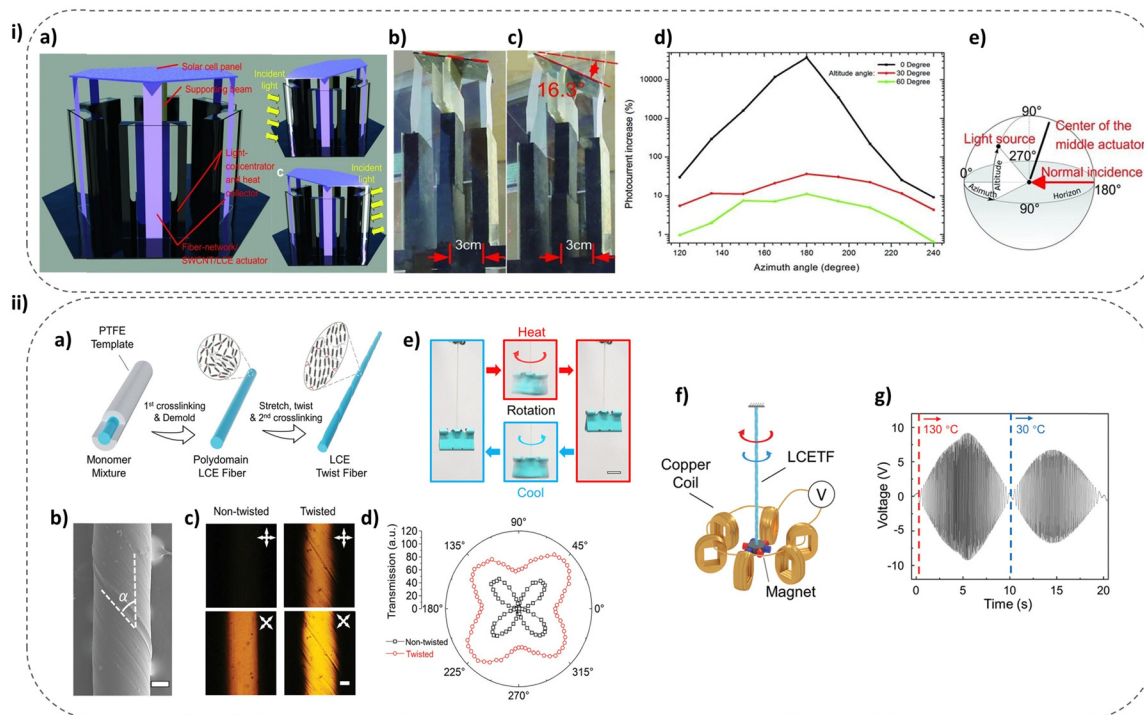 i)
a)
Solar cell panel
Supporting beam
Light-
concentrator
and heat
collector
Fiber-network/
SWCNT/LCE actuator
Incident
light
C
Incident
light
b)
3cm
c)
16.3°
3cm
d)
Photocurrent increase (%)
10000
1000
100
10
1
120 140 160 180 200 220 240
Azimuth angle (degree)
0 Degree
Altitude angle: 30 Degree
60 Degree
e)
90°
Light source
Center of the
middle actuator
270°
Normal incidence
0°
180°
Azimuth
Altitude
Horizon
90°
ii)
a)
PTFE
Template
Monomer
Mixture
1st crosslinking
& Demold
Polydomain
LCE Fiber
Stretch, twist
& 2nd crosslinking
LCE
Twist Fiber
b)
α
c)
Non-twisted
Twisted
d)
Transmission (a.u.)
120
100
80
60
40
20
0
90°
45°
0°
315°
270°
225°
180°
135°
Non-twisted
Twisted
e)
Heat
Rotation
Cool
f)
Copper
Coil
LCETF
V
Magnet
g)
130 °C
30 °C
Voltage (V)
10
5
0
-5
-10
0 5 10 15 20
Time (s)